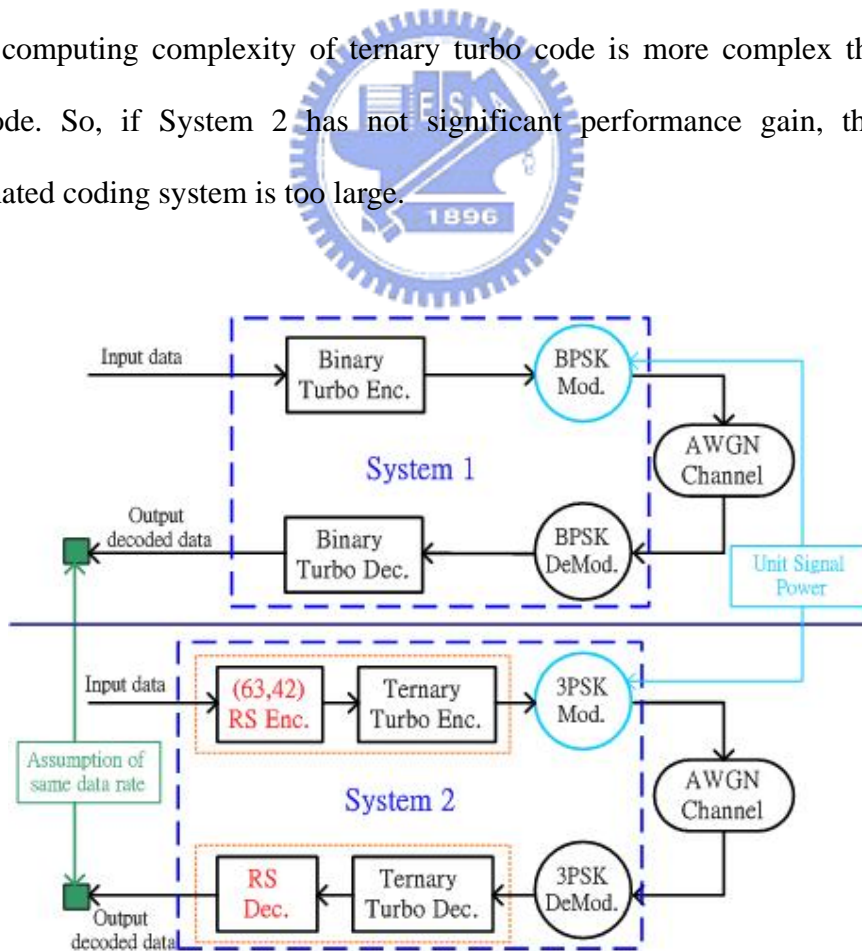 computing complexity of ternary turbo code is more complex th
ode. So, if System 2 has not significant performance gain, th
ated coding system is too large.
E S
1896
Input data
Binary
Turbo Enc.
BPSK
Mod.
AWGN
Channel
System 1
Output
decoded data
Binary
Turbo Dec.
BPSK
DeMod.
Unit Signal
Power
Input data
(63,42)
RS Enc.
Ternary
Turbo Enc.
3PSK
Mod.
Assumption of
same data rate
System 2
AWGN
Channel
Output
decoded data
RS
Dec.
Ternary
Turbo Dec.
3PSK
DeMod.